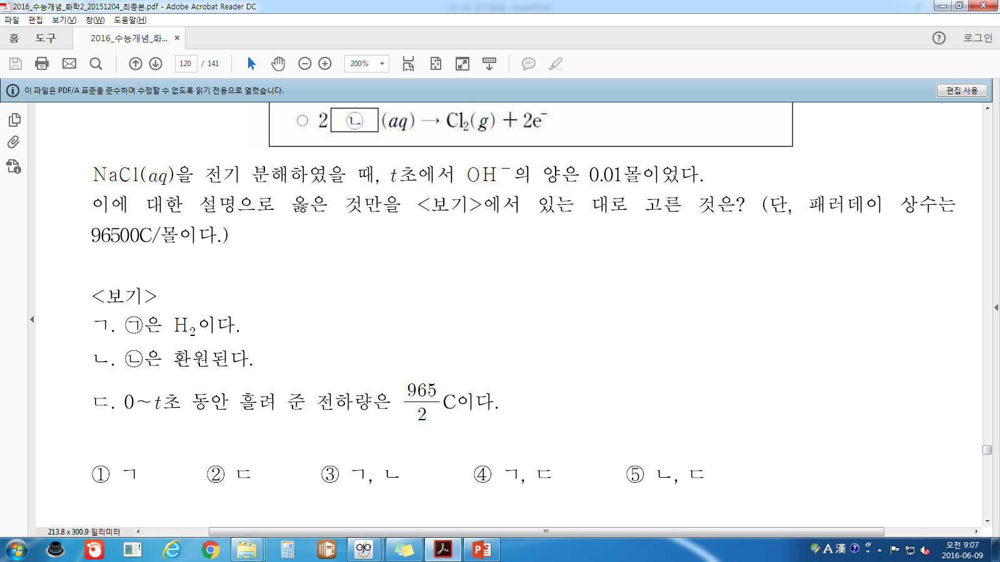 2016_수능개념_화학2_20151204_최종본.pdf - Adobe Acrobat Reader DC
파일 편집 보기(V) 창(W) 도움말(H)
홈 도구 2016_수능개념_화... × 로그인
120 / 141 200%
이 파일은 PDF/A 표준을 준수하며 수정할 수 없도록 읽기 전용으로 열렸습니다. 편집 사용
○ 2 ㉡ (aq) → Cl₂(g) + 2e⁻
NaCl(aq)을 전기 분해하였을 때, t초에서 OH⁻의 양은 0.01몰이었다.
이에 대한 설명으로 옳은 것만을 <보기>에서 있는 대로 고른 것은? (단, 패러데이 상수는
96500C/몰이다.)
<보기>
ㄱ. ㉠은 H₂이다.
ㄴ. ㉡은 환원된다.
ㄷ. 0~t초 동안 흘려 준 전하량은 965/2 C이다.
① ㄱ ② ㄷ ③ ㄱ, ㄴ ④ ㄱ, ㄷ ⑤ ㄴ, ㄷ
213.8 x 300.9 밀리미터
A 漢 오전 9:07
2016-06-09